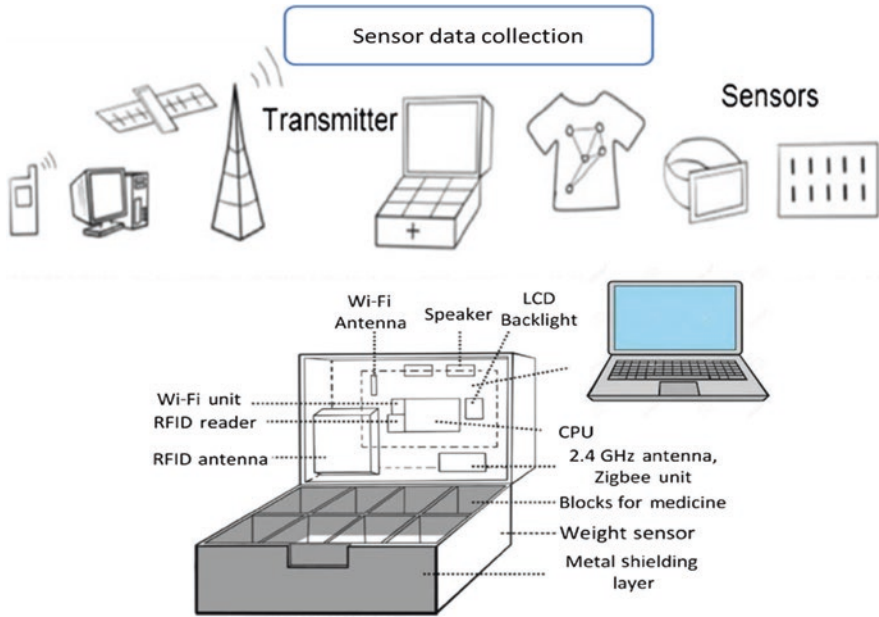 Sensor data collection
Transmitter
Sensors
Wi-Fi
Antenna
Speaker
LCD
Backlight
Wi-Fi unit
RFID reader
RFID antenna
CPU
2.4 GHz antenna,
Zigbee unit
Blocks for medicine
Weight sensor
Metal shielding
layer